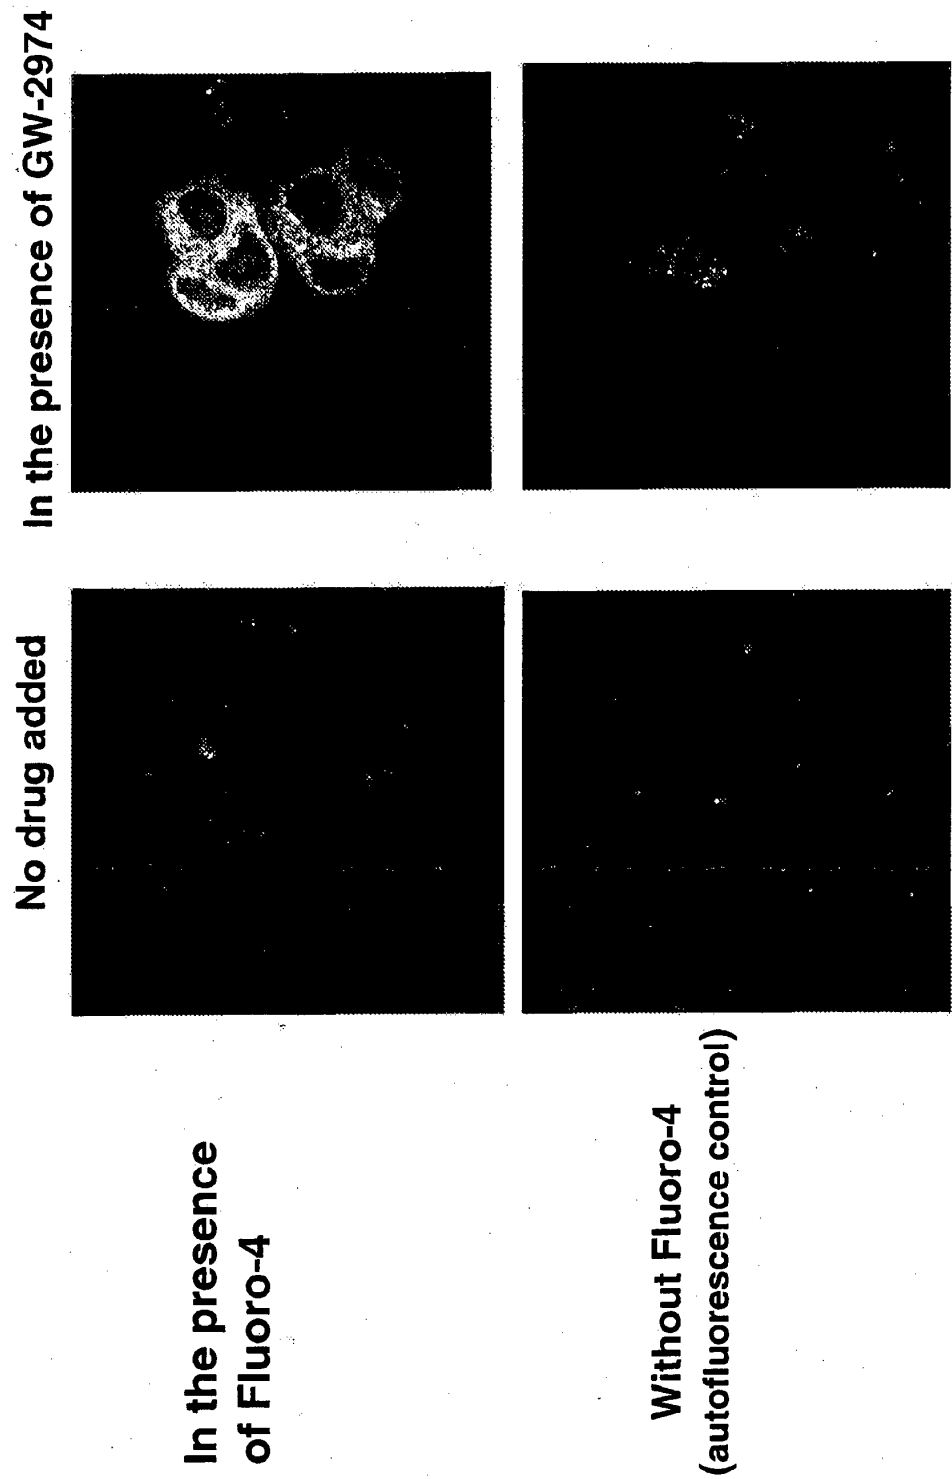 No drug added
In the presence of GW-2974
In the presence
of Fluoro-4
Without Fluoro-4
(autofluorescence control)